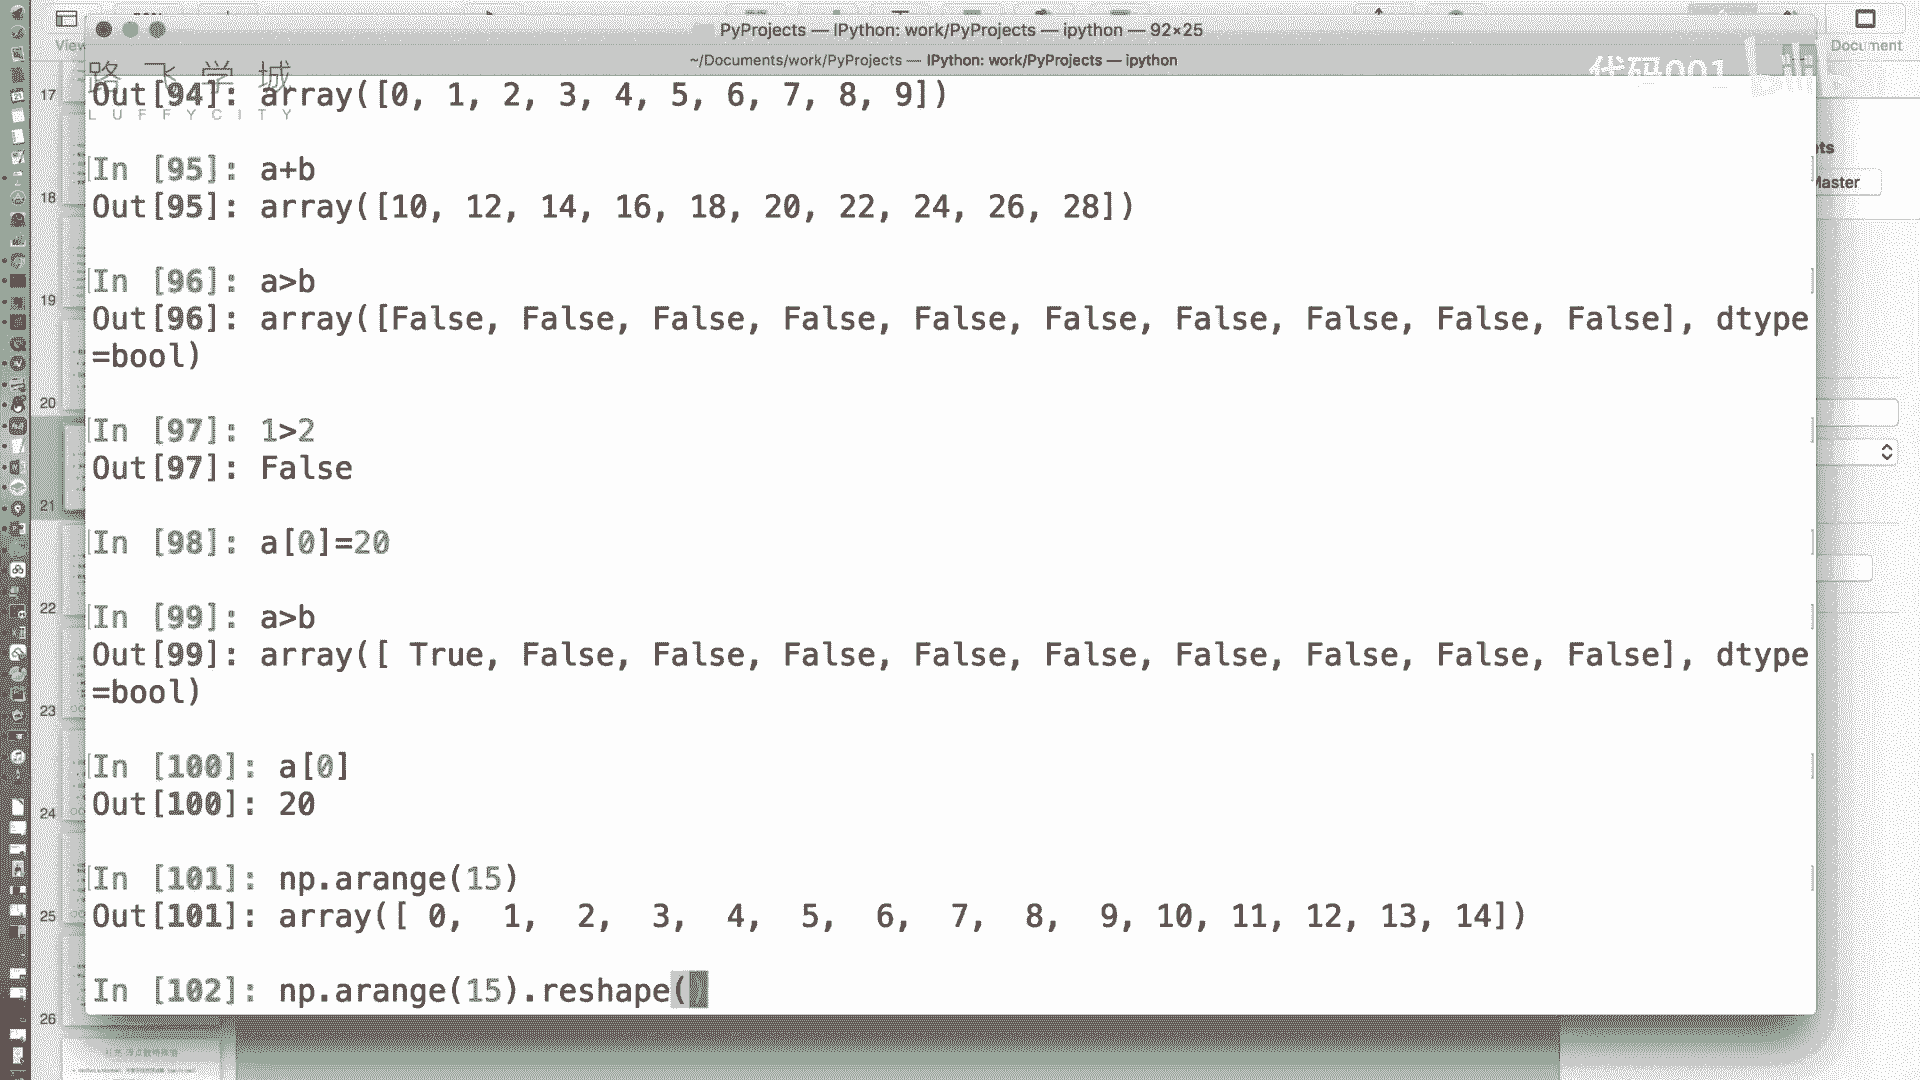 View
PyProjects — IPython: work/PyProjects — ipython — 92×25
Document
~/Documents/work/PyProjects — IPython: work/PyProjects — ipython
路飞学城
LUFFYCITY
代码001
Out[94]: array([0, 1, 2, 3, 4, 5, 6, 7, 8, 9])
In [95]: a+b
Out[95]: array([10, 12, 14, 16, 18, 20, 22, 24, 26, 28])
In [96]: a>b
Out[96]: array([False, False, False, False, False, False, False, False, False, False], dtype
=bool)
In [97]: 1>2
Out[97]: False
In [98]: a[0]=20
In [99]: a>b
Out[99]: array([ True, False, False, False, False, False, False, False, False, False], dtype
=bool)
In [100]: a[0]
Out[100]: 20
In [101]: np.arange(15)
Out[101]: array([ 0,  1,  2,  3,  4,  5,  6,  7,  8,  9, 10, 11, 12, 13, 14])
In [102]: np.arange(15).reshape()
17
18
19
20
21
22
23
24
25
26